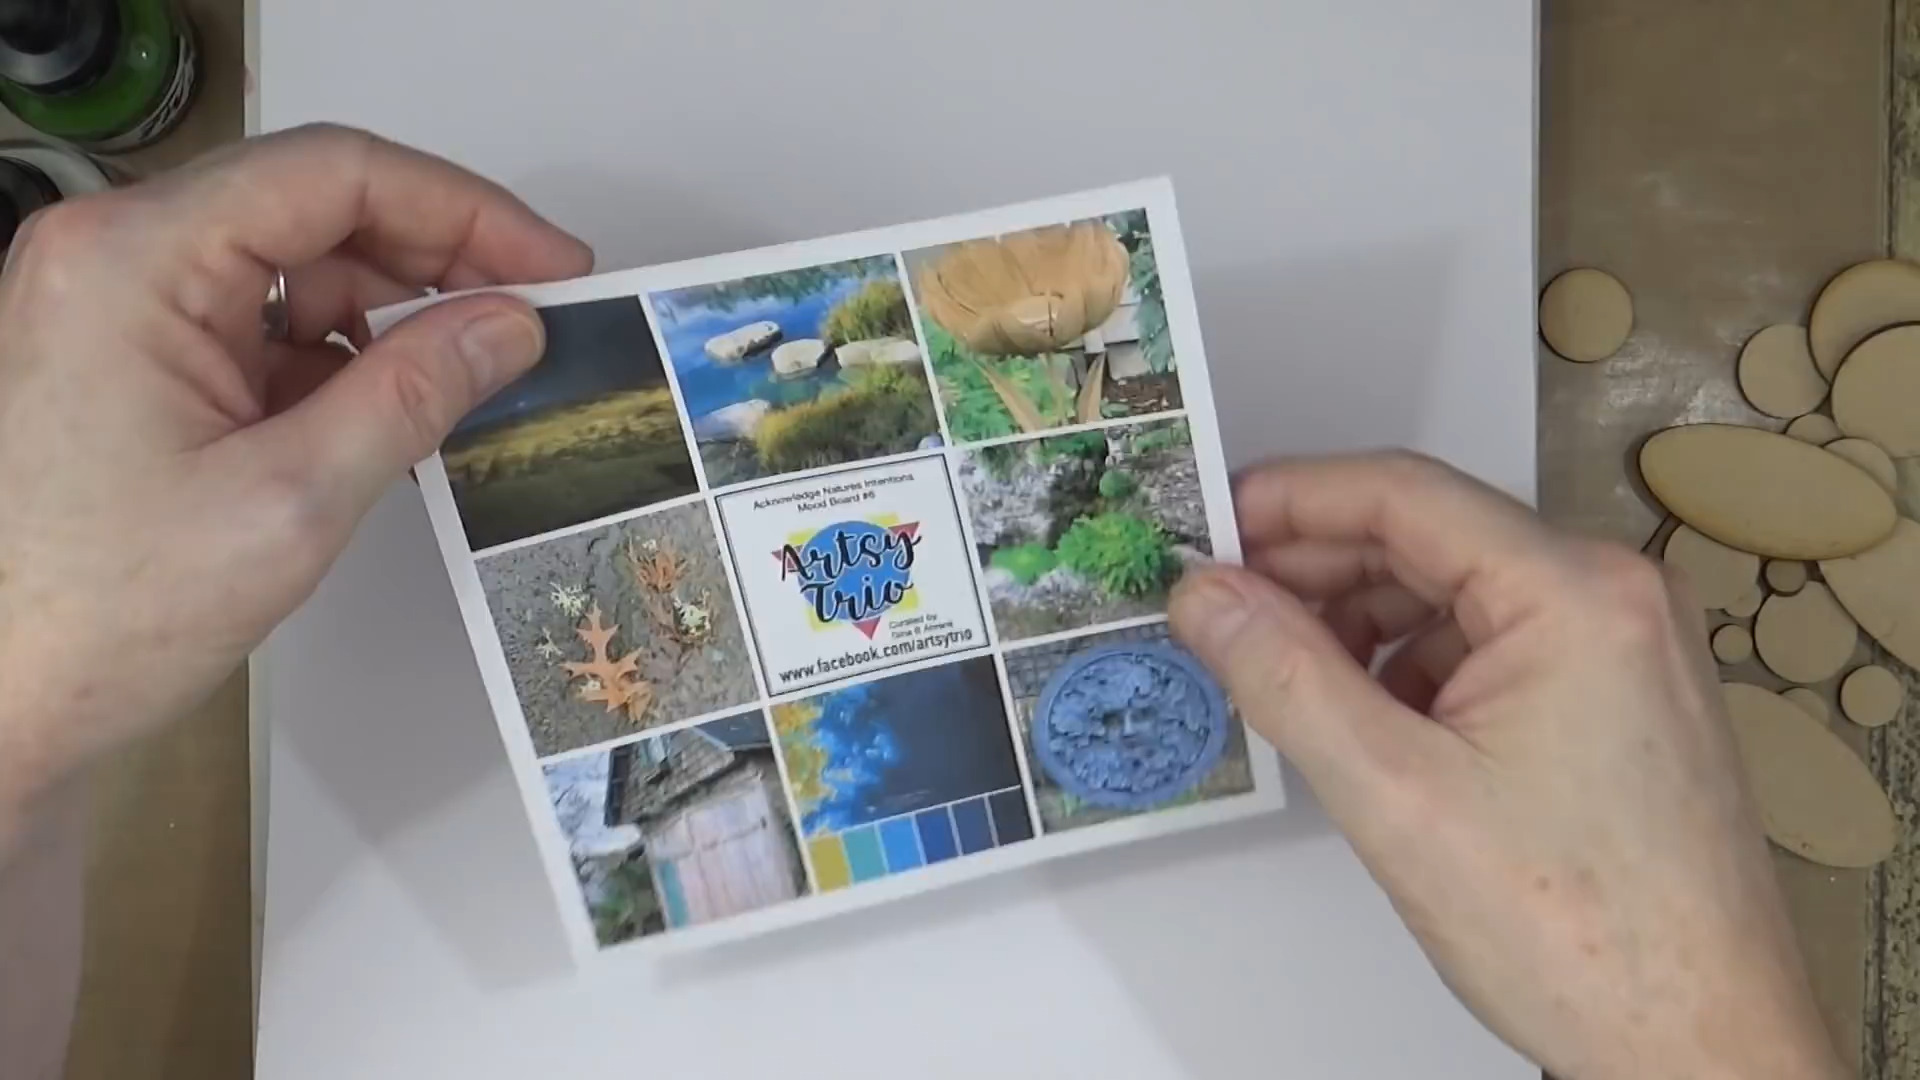 Acknowledge Natures Intentions
Mood Board #6
Artsy
Trio
Curated by
www.facebook.com/artsytrio